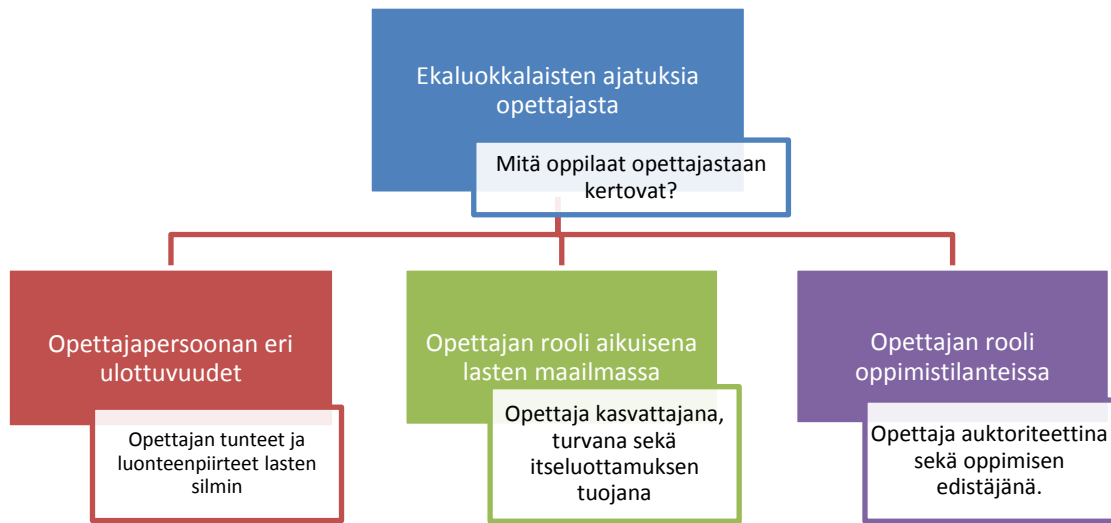 Ekaluokkalaisten ajatuksia
opettajasta
Mitä oppilaat opettajastaan
kertovat?
Opettajapersoonan eri
ulottuvuudet
Opettajan tunteet ja
luonteenpiirteet lasten
silmin
Opettajan rooli aikuisena
lasten maailmassa
Opettaja kasvattajana,
turvana sekä
itseluottamuksen
tuojana
Opettajan rooli
oppimistilanteissa
Opettaja auktoriteettina
sekä oppimisen
edistäjänä.